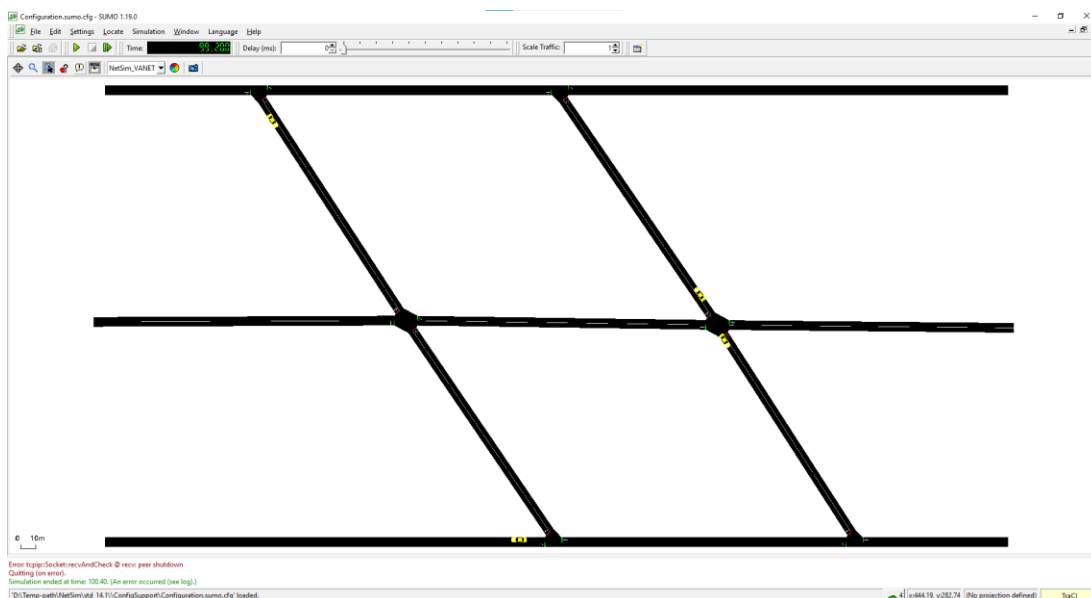 Configuration.sumo.cfg - SUMO 1.19.0
File Edit Settings Locate Simulation Window Language Help
Time: 99.200 Delay (ms): 0 Scale Traffic: 1
NetSim_VANET
0 10m
Error: tcpip::Socket::recvAndCheck @ recv: peer shutdown
Quitting (on error).
Simulation ended at time: 100.40. (An error occurred (see log).)
'D:\Temp-path\NetSim\std_14.1\\ConfigSupport\Configuration.sumo.cfg' loaded. 4 x:444.19, y:282.74 (No projection defined) TraCI